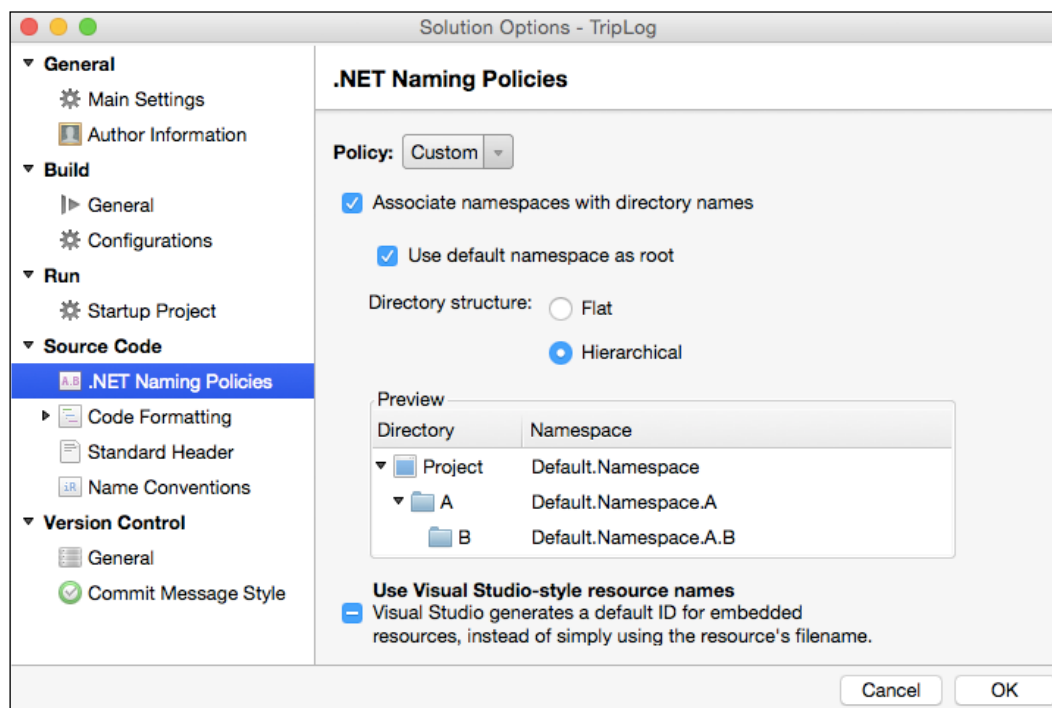 Solution Options - TripLog
General
Main Settings
Author Information
Build
General
Configurations
Run
Startup Project
Source Code
A.B .NET Naming Policies
Code Formatting
Standard Header
iR Name Conventions
Version Control
General
Commit Message Style
.NET Naming Policies
Policy: Custom
Associate namespaces with directory names
Use default namespace as root
Directory structure: Flat
Hierarchical
Preview
Directory Namespace
Project Default.Namespace
A Default.Namespace.A
B Default.Namespace.A.B
Use Visual Studio-style resource names
Visual Studio generates a default ID for embedded
resources, instead of simply using the resource's filename.
Cancel OK